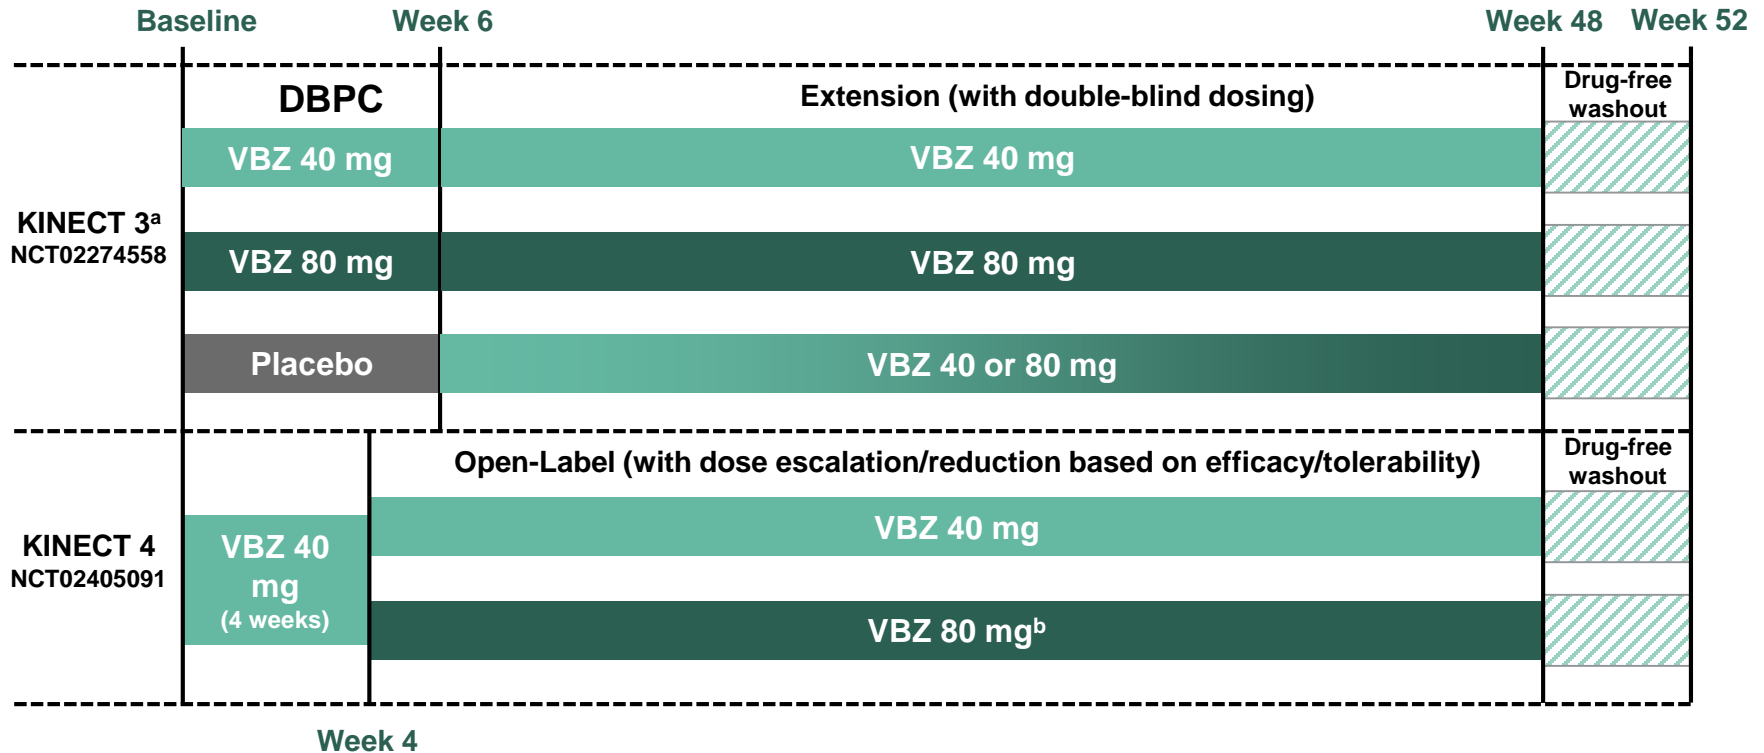 Baseline
Week 6
Week 48
Week 52
DBPC
Extension (with double-blind dosing)
Drug-free
washout
KINECT 3ᵃ
NCT02274558
VBZ 40 mg
VBZ 40 mg
VBZ 80 mg
VBZ 80 mg
Placebo
VBZ 40 or 80 mg
Open-Label (with dose escalation/reduction based on efficacy/tolerability)
Drug-free
washout
KINECT 4
NCT02405091
VBZ 40
mg
(4 weeks)
VBZ 40 mg
VBZ 80 mgᵇ
Week 4